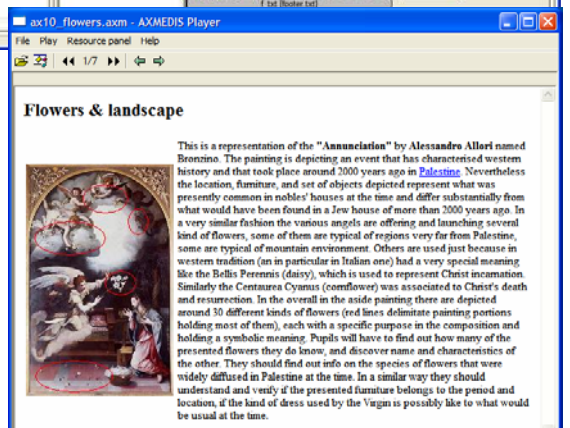 f_txt [footer.txt]
ax10_flowers.axm - AXMEDIS Player
File Play Resource panel Help
1/7
Flowers & landscape
This is a representation of the "Annunciation" by Alessandro Allori named
Bronzino. The painting is depicting an event that has characterised western
history and that took place around 2000 years ago in Palestine. Nevertheless
the location, furniture, and set of objects depicted represent what was
presently common in nobles' houses at the time and differ substantially from
what would have been found in a Jew house of more than 2000 years ago. In
a very similar fashion the various angels are offering and launching several
kind of flowers, some of them are typical of regions very far from Palestine,
some are typical of mountain environment. Others are used just because in
western tradition (an in particular in Italian one) had a very special meaning
like the Bellis Perennis (daisy), which is used to represent Christ incarnation.
Similarly the Centaurea Cyanus (cornflower) was associated to Christ's death
and resurrection. In the overall in the aside painting there are depicted
around 30 different kinds of flowers (red lines delimitate painting portions
holding most of them), each with a specific purpose in the composition and
holding a symbolic meaning. Pupils will have to find out how many of the
presented flowers they do know, and discover name and characteristics of
the other. They should find out info on the species of flowers that were
widely diffused in Palestine at the time. In a similar way they should
understand and verify if the presented furniture belongs to the period and
location, if the kind of dress used by the Virgin is possibly like to what would
be usual at the time.